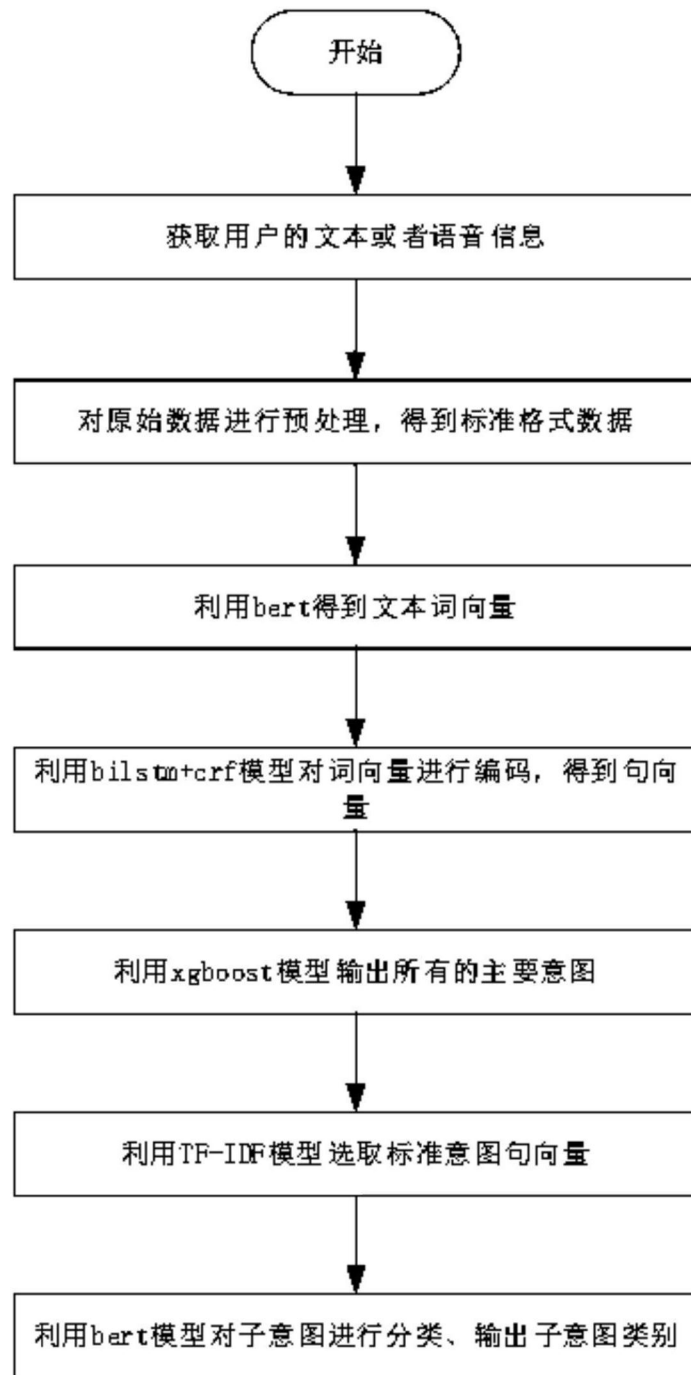 开始
获取用户的文本或者语音信息
对原始数据进行预处理，得到标准格式数据
利用bert得到文本词向量
利用bilstm+crf模型对词向量进行编码，得到句向
量
利用xgboost模型输出所有的主要意图
利用TF-IDF模型选取标准意图句向量
利用bert模型对子意图进行分类、输出子意图类别